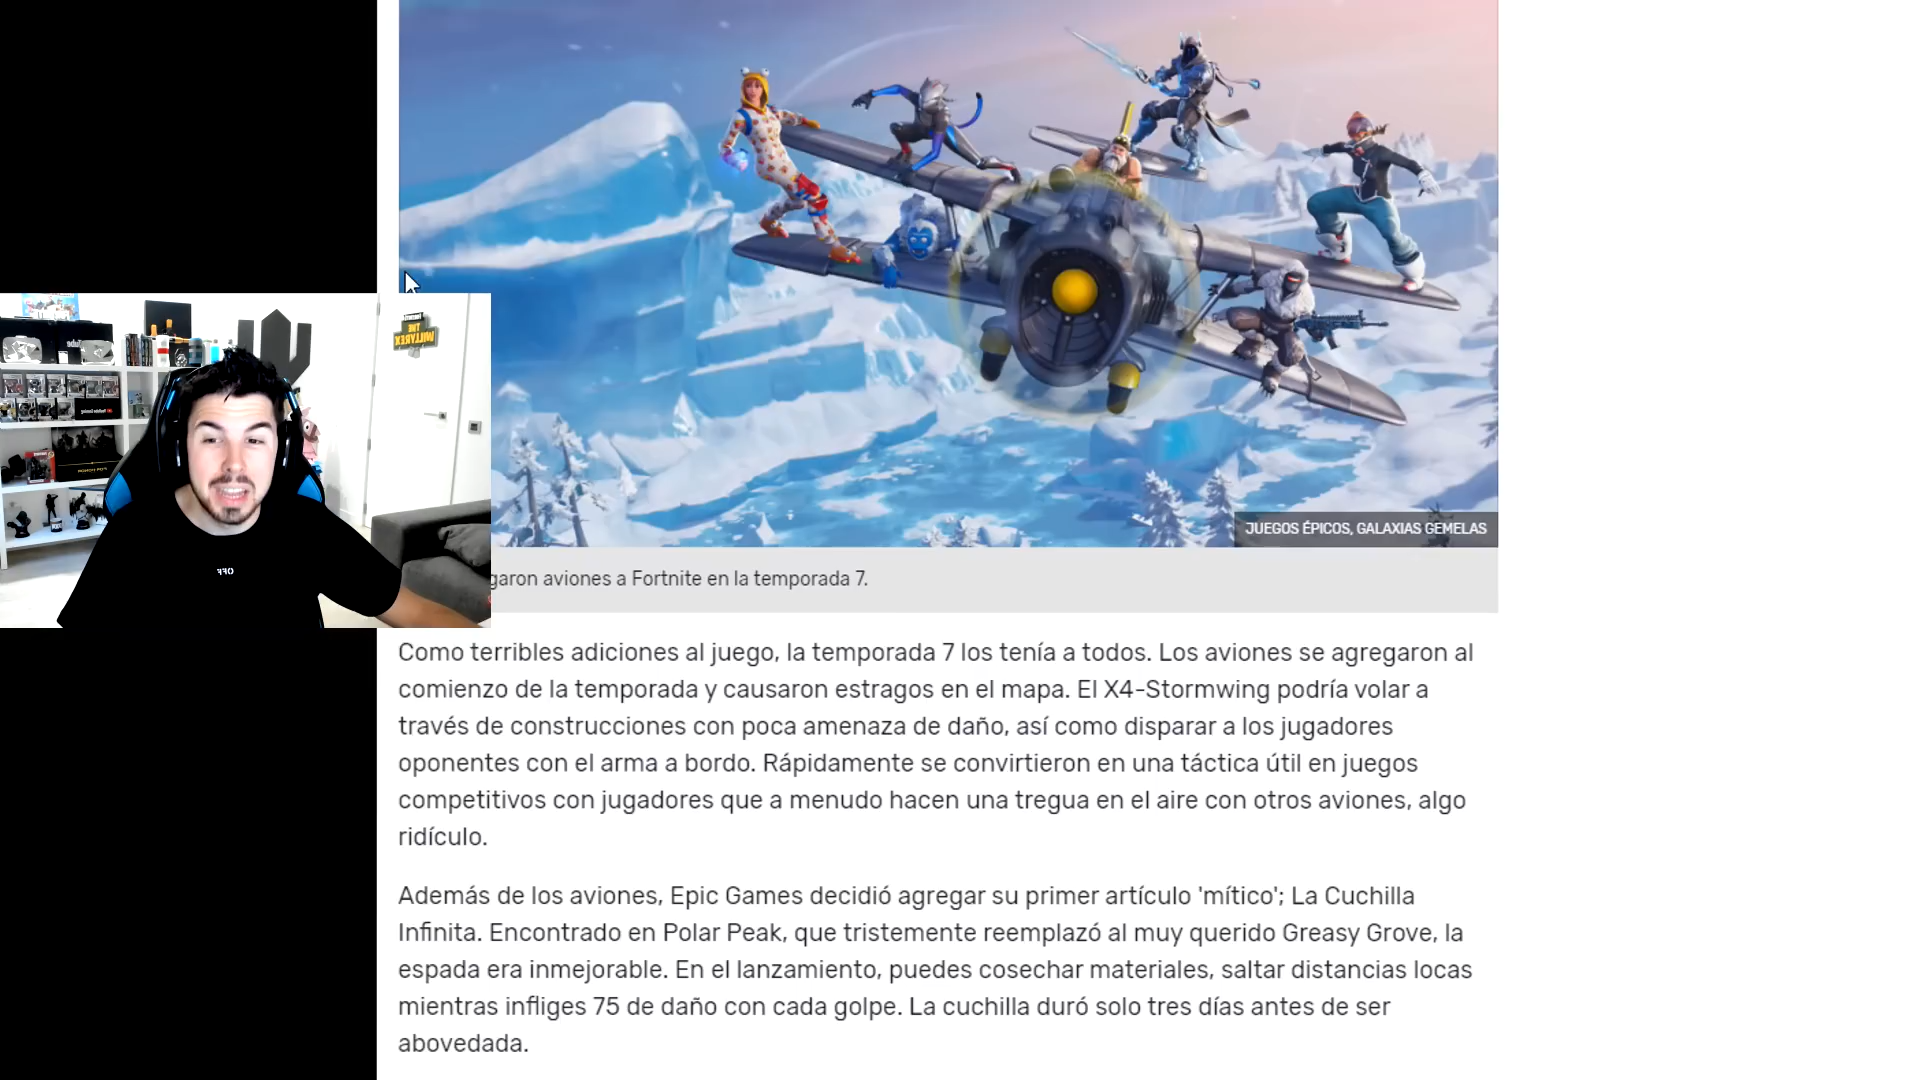 JUEGOS ÉPICOS, GALAXIAS GEMELAS
THE
WILLYREX
OFF
garon aviones a Fortnite en la temporada 7.
Como terribles adiciones al juego, la temporada 7 los tenía a todos. Los aviones se agregaron al
comienzo de la temporada y causaron estragos en el mapa. El X4-Stormwing podría volar a
través de construcciones con poca amenaza de daño, así como disparar a los jugadores
oponentes con el arma a bordo. Rápidamente se convirtieron en una táctica útil en juegos
competitivos con jugadores que a menudo hacen una tregua en el aire con otros aviones, algo
ridículo.
Además de los aviones, Epic Games decidió agregar su primer artículo 'mítico'; La Cuchilla
Infinita. Encontrado en Polar Peak, que tristemente reemplazó al muy querido Greasy Grove, la
espada era inmejorable. En el lanzamiento, puedes cosechar materiales, saltar distancias locas
mientras infliges 75 de daño con cada golpe. La cuchilla duró solo tres días antes de ser
abovedada.